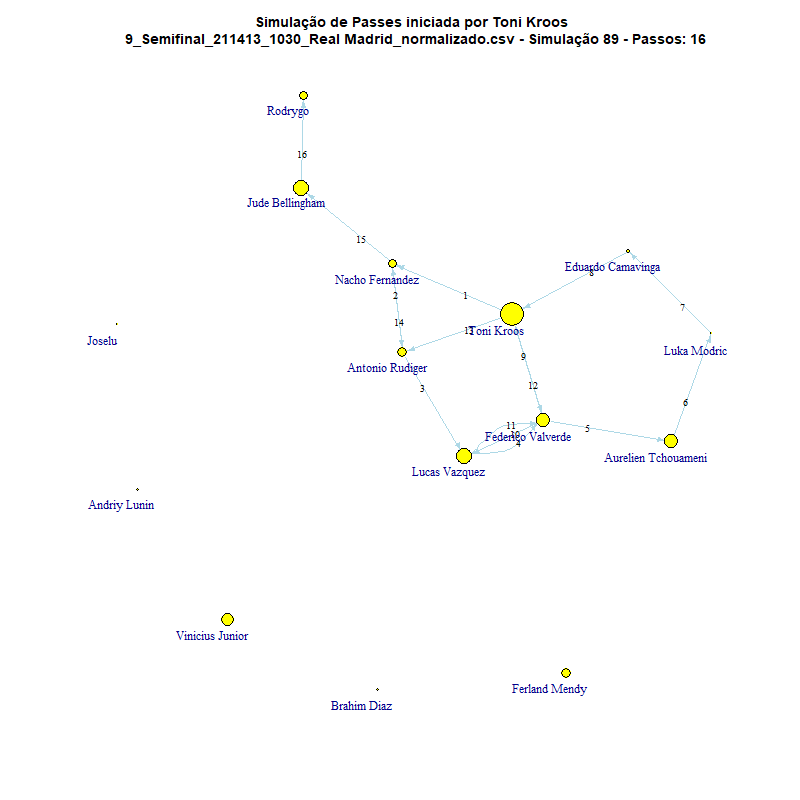 Simulação de Passes iniciada por Toni Kroos
9_Semifinal_211413_1030_Real Madrid_normalizado.csv - Simulação 89 - Passos: 16
Rodrygo
16
Jude Bellingham
15
Eduardo Camavinga
8
Nacho Fernandez
2
1
7
14
13
Toni Kroos
Joselu
Luka Modric
9
Antonio Rudiger
3
12
6
11
5
Federico Valverde
10
4
Aurelien Tchouameni
Lucas Vazquez
Andriy Lunin
Vinicius Junior
Ferland Mendy
Brahim Diaz